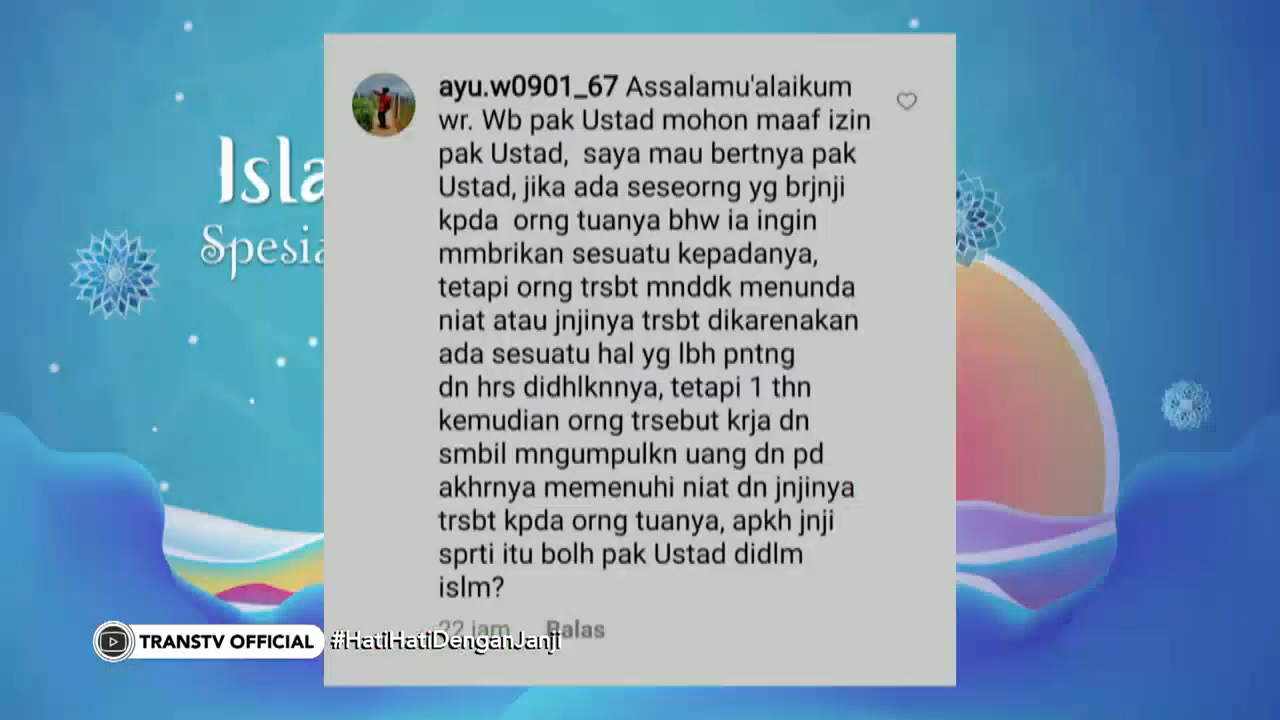 Isla
Spesia
ayu.w0901_67 Assalamu'alaikum
wr. Wb pak Ustad mohon maaf izin
pak Ustad, saya mau bertnya pak
Ustad, jika ada seseorng yg brjnji
kpda orng tuanya bhw ia ingin
mmbrikan sesuatu kepadanya,
tetapi orng trsbt mnddk menunda
niat atau jnjinya trsbt dikarenakan
ada sesuatu hal yg lbh pntng
dn hrs didhlknnya, tetapi 1 thn
kemudian orng trsebut krja dn
smbil mngumpulkn uang dn pd
akhrnya memenuhi niat dn jnjinya
trsbt kpda orng tuanya, apkh jnji
sprti itu bolh pak Ustad didlm
islm?
22 jam Balas
TRANSTV OFFICIAL #HatiHatiDenganJanji